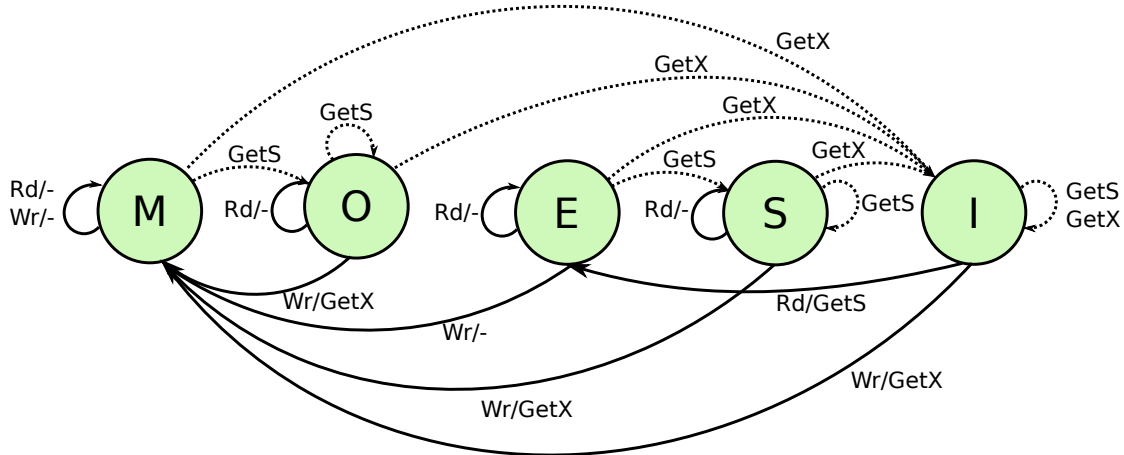 GetX
GetX
GetX
GetS
GetS
GetS
GetX
Rd/-
Wr/-
M
Rd/-
O
Rd/-
E
Rd/-
S
GetS
I
GetS
GetX
Wr/GetX
Rd/GetS
Wr/-
Wr/GetX
Wr/GetX